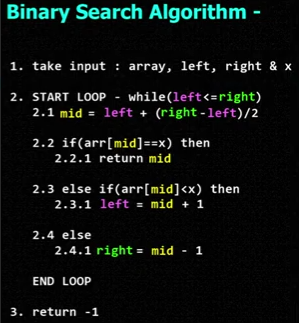 Binary Search Algorithm -
1. take input : array, left, right & x
2. START LOOP - while(left<=right)
2.1 mid = left + (right-left)/2
2.2 if(arr[mid]==x) then
2.2.1 return mid
2.3 else if(arr[mid]<x) then
2.3.1 left = mid + 1
2.4 else
2.4.1 right = mid - 1
END LOOP
3. return -1